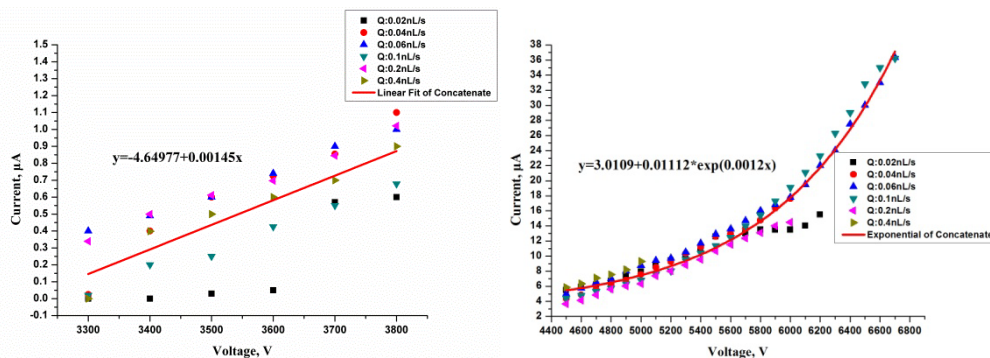 Q:0.02nL/s
Q:0.04nL/s
Q:0.06nL/s
Q:0.1nL/s
Q:0.2nL/s
Q:0.4nL/s
Linear Fit of Concatenate
y=-4.64977+0.00145x
Current, µA
1.5
1.4
1.3
1.2
1.1
1.0
0.9
0.8
0.7
0.6
0.5
0.4
0.3
0.2
0.1
0.0
-0.1
3300 3400 3500 3600 3700 3800
Voltage, V
38
36
34
32
30
28
26
24
22
20
18
16
14
12
10
8
6
4
2
Current, µA
y=3.0109+0.01112*exp(0.0012x)
Q:0.02nL/s
Q:0.04nL/s
Q:0.06nL/s
Q:0.1nL/s
Q:0.2nL/s
Q:0.4nL/s
Exponential of Concatenate
4400 4600 4800 5000 5200 5400 5600 5800 6000 6200 6400 6600 6800
Voltage, V